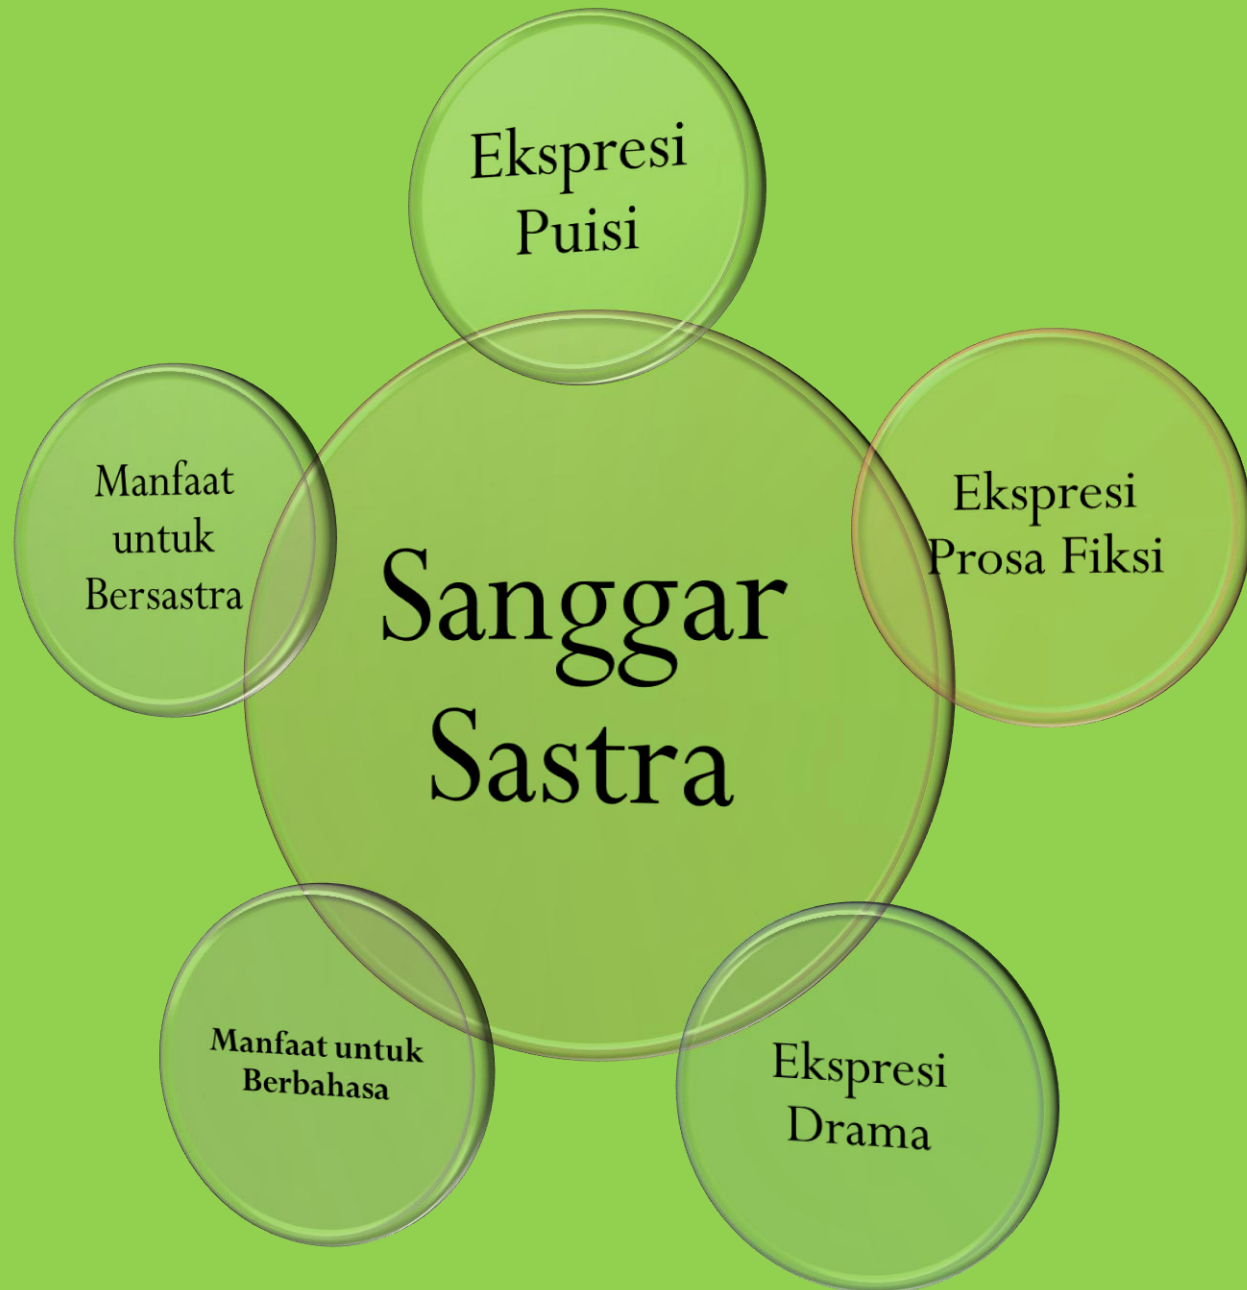 Ekspresi
Puisi
Manfaat
untuk
Bersastra
Ekspresi
Prosa Fiksi
Sanggar
Sastra
Manfaat untuk
Berbahasa
Ekspresi
Drama